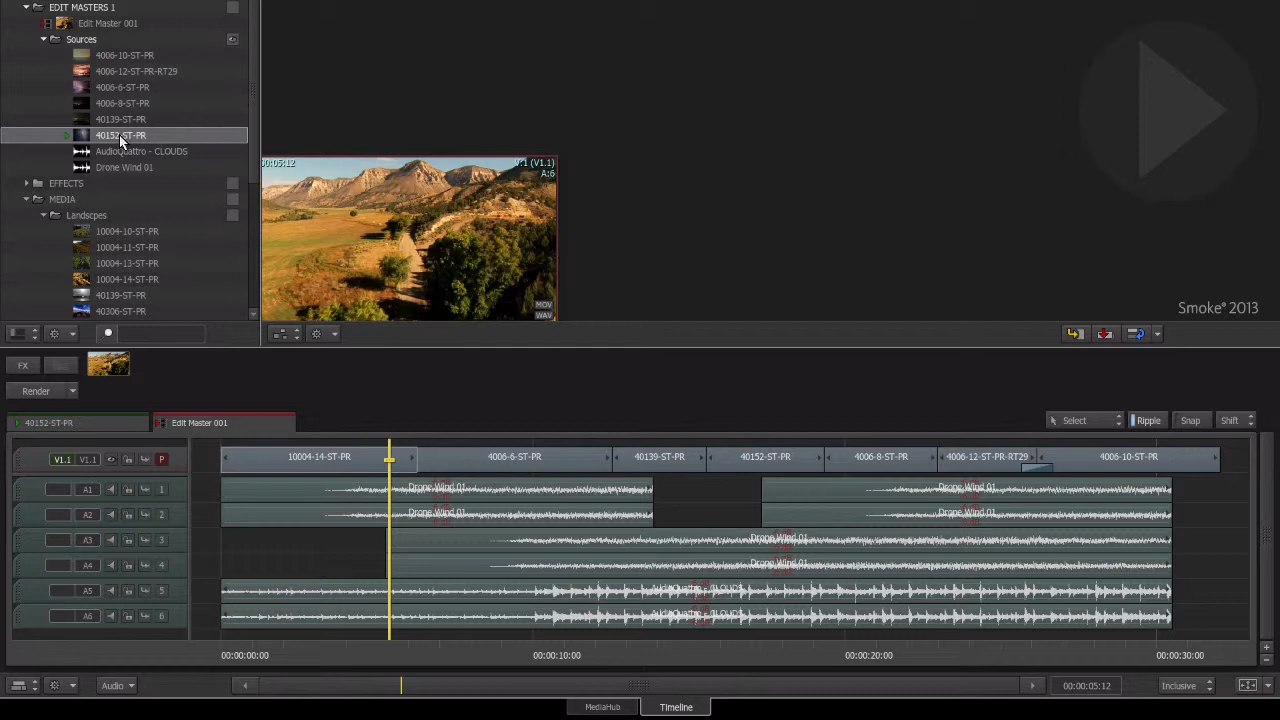 EDIT MASTERS 1
Edit Master 001
Sources
4006-10-ST-PR
4006-12-ST-PR-RT29
4006-6-ST-PR
4006-8-ST-PR
40139-ST-PR
40152-ST-PR
AudioQuattro - CLOUDS
Drone Wind 01
EFFECTS
MEDIA
Landscpes
10004-10-ST-PR
10004-11-ST-PR
10004-13-ST-PR
10004-14-ST-PR
40139-ST-PR
40306-ST-PR
00:05:12
V:1 (V1.1)
A:6
MOV
WAV
Smoke® 2013
FX
Render
40152-ST-PR
Edit Master 001
Select
Ripple
Snap
Shift
V1.1 V1.1 P
10004-14-ST-PR 4006-6-ST-PR 40139-ST-PR 40152-ST-PR 4006-8-ST-PR 4006-12-ST-PR-RT29 4006-10-ST-PR
A1 1 Drone Wind 01 Drone Wind 01
A2 2 Drone Wind 01 Drone Wind 01
A3 3 Drone Wind 01
A4 4 Drone Wind 01
A5 5 AudioQuattro - CLOUDS
A6 6 AudioQuattro - CLOUDS
00:00:00:00 00:00:10:00 00:00:20:00 00:00:30:00
Audio
00:00:05:12
Inclusive
MediaHub
Timeline